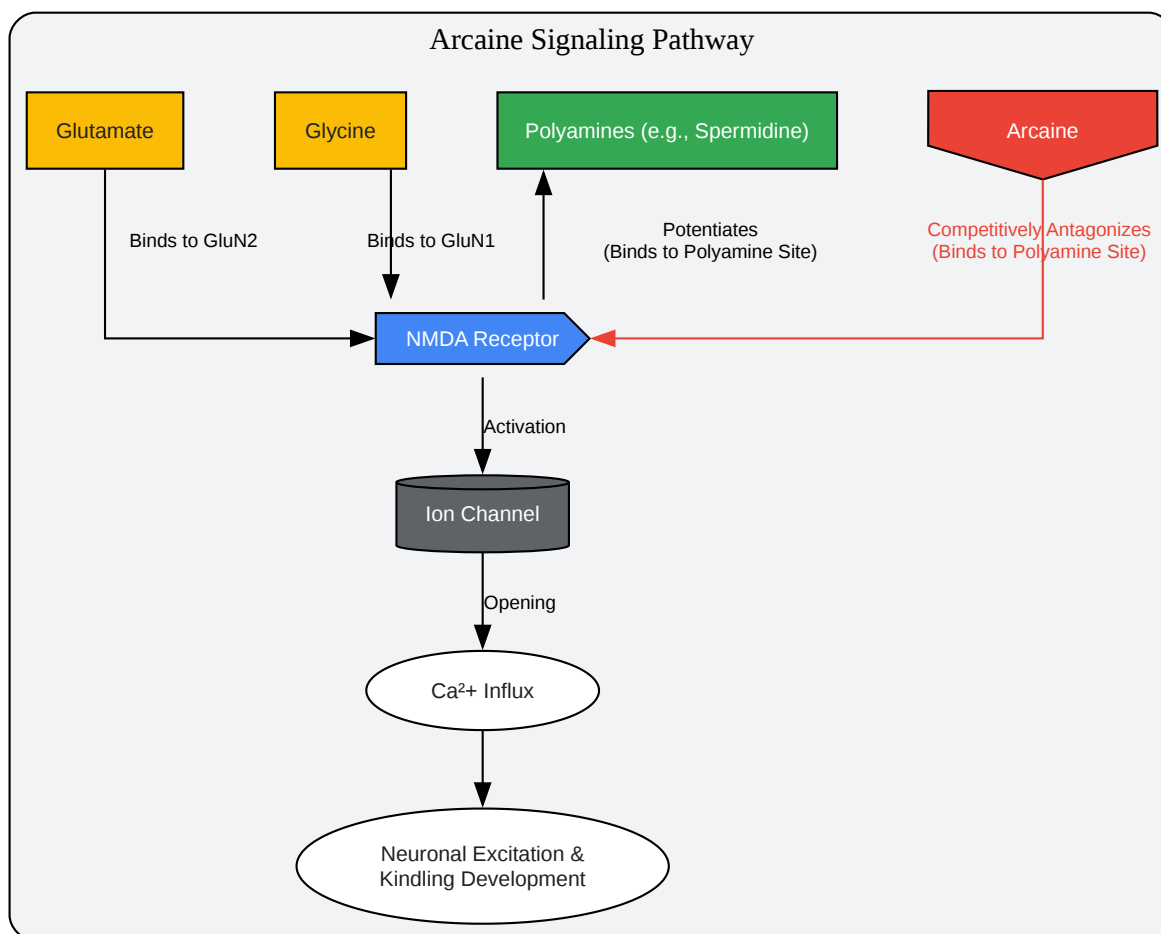 Arcaine Signaling Pathway
Glutamate
Glycine
Polyamines (e.g., Spermidine)
Arcaine
Binds to GluN2
Binds to GluN1
Potentiates
(Binds to Polyamine Site)
Competitively Antagonizes
(Binds to Polyamine Site)
NMDA Receptor
Activation
Ion Channel
Opening
Ca²+ Influx
Neuronal Excitation &
Kindling Development